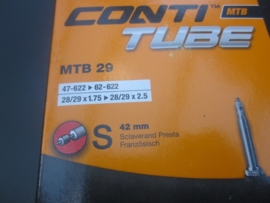 CONTI™ MTB
TUBE
MTB 29
47-622 ▸ 62-622
28/29 x 1.75 ▸ 28/29 x 2.5
S 42 mm
Sclaverand Presta
Französisch